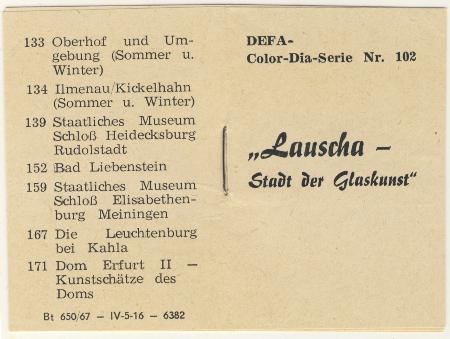 133 Oberhof und Um-
gebung (Sommer u.
Winter)
134 Ilmenau/Kickelhahn
(Sommer u. Winter)
139 Staatliches Museum
Schloß Heidecksburg
Rudolstadt
152 Bad Liebenstein
159 Staatliches Museum
Schloß Elisabethen-
burg Meiningen
167 Die Leuchtenburg
bei Kahla
171 Dom Erfurt II –
Kunstschätze des
Doms
Bt 650/67 – IV-5-16 – 6382
DEFA-
Color-Dia-Serie Nr. 102
„Lauscha –
Stadt der Glaskunst“